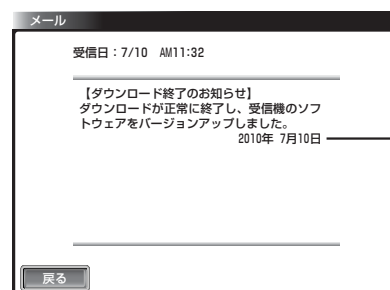 メール
受信日:7/10 AM11:32
【ダウンロード終了のお知らせ】
ダウンロードが正常に終了し、受信機のソフ
トウェアをバージョンアップしました。
2010年 7月10日
戻る